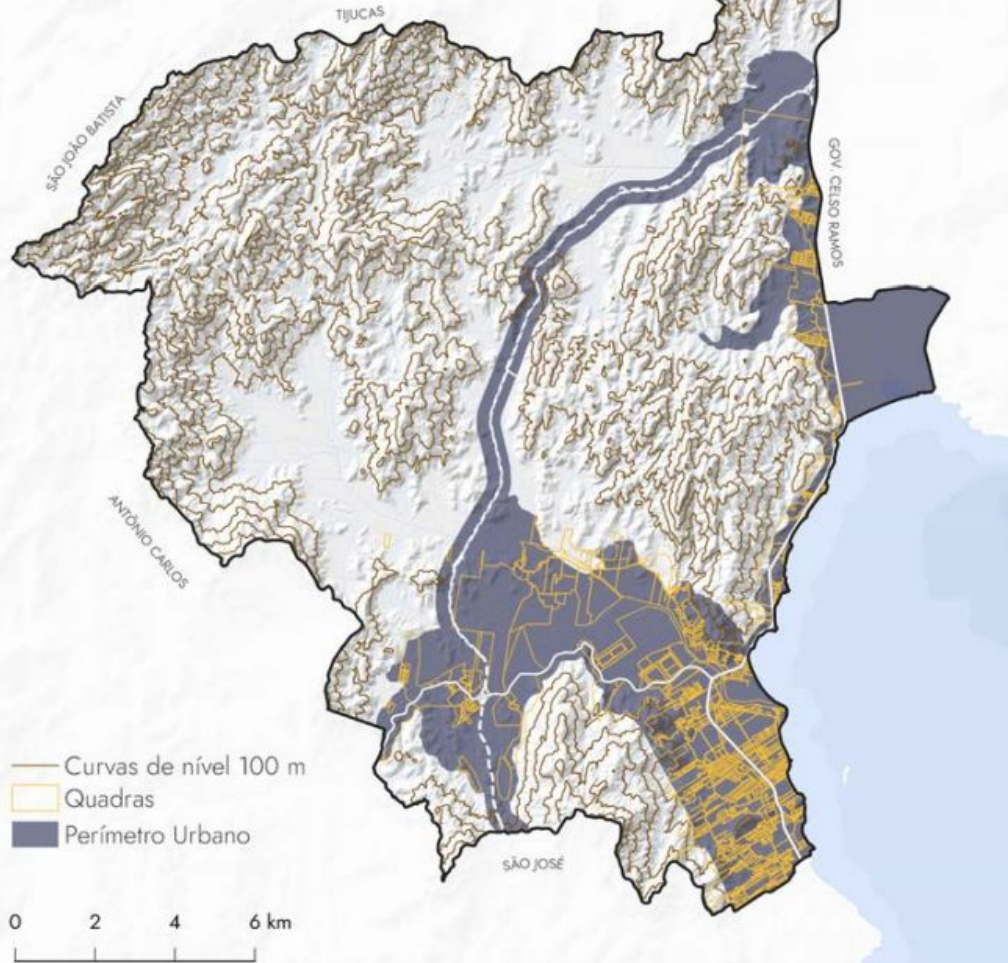 TIJUCAS
SÃO JOÃO BATISTA
GOV. CELSO RAMOS
ANTÔNIO CARLOS
Curvas de nível 100 m
Quadras
Perímetro Urbano
SÃO JOSÉ
0 2 4 6 km